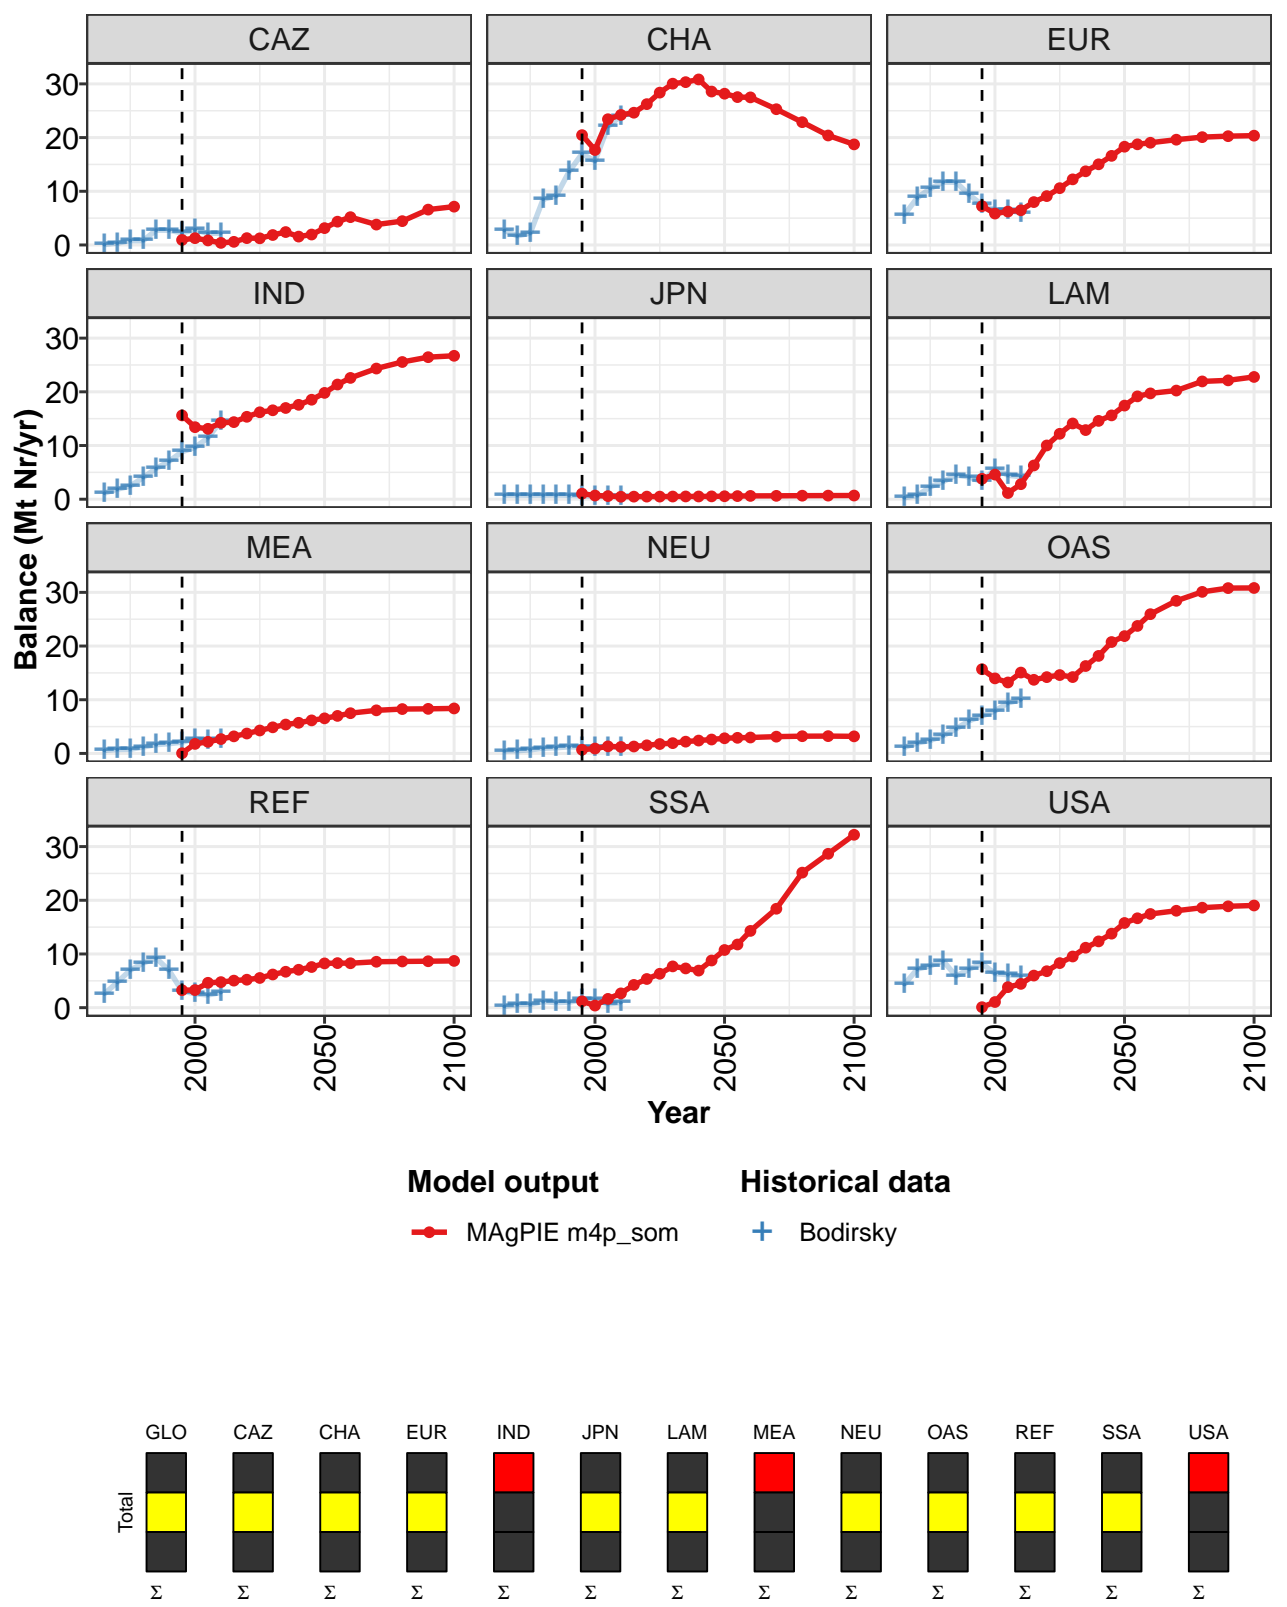 CAZ CHA EUR
30
20
10
0
IND JPN LAM
30
20
10
0
Balance (Mt Nr/yr)
MEA NEU OAS
30
20
10
0
REF SSA USA
30
20
10
0
2000 2050 2100 2000 2050 2100 2000 2050 2100
Year
Model output Historical data
MAgPIE m4p_som Bodirsky
GLO CAZ CHA EUR IND JPN LAM MEA NEU OAS REF SSA USA
Total
Σ Σ Σ Σ Σ Σ Σ Σ Σ Σ Σ Σ Σ